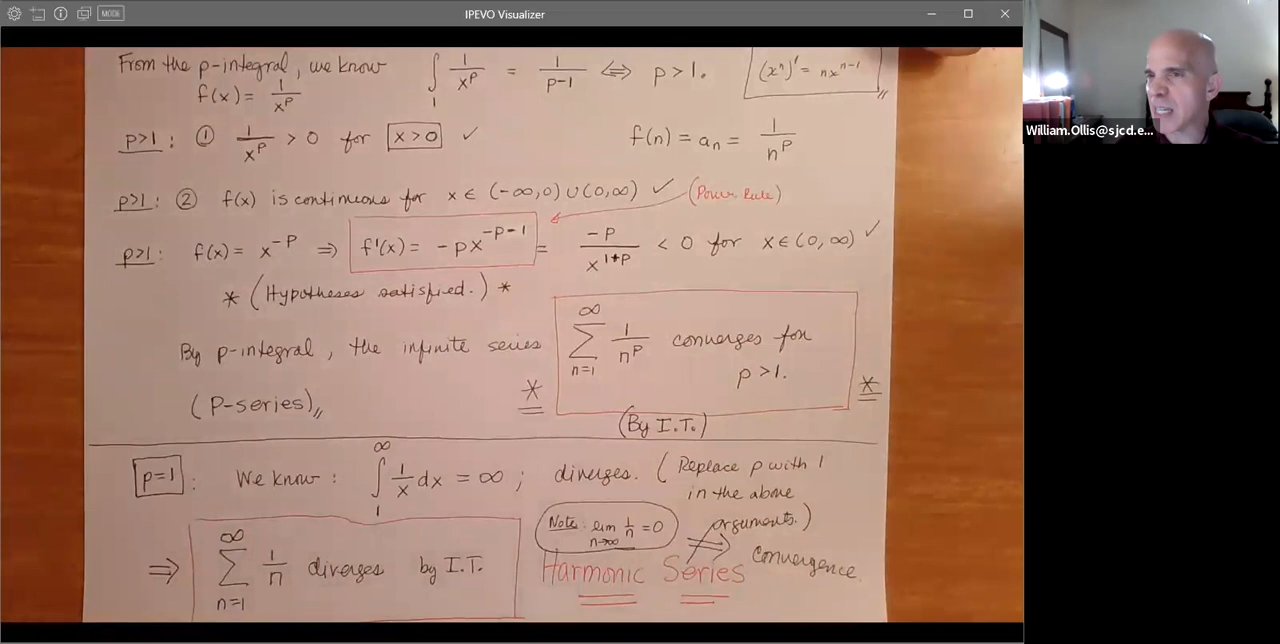 MODE
IPEVO Visualizer
From the p-integral, we know ∫₁ 1/x^p = 1/(p-1) ⟺ p > 1. (x^n)' = nx^(n-1)
f(x) = 1/x^p
p>1: ① 1/x^p > 0 for x>0 ✓ f(n) = a_n = 1/n^p
p>1: ② f(x) is continuous for x ∈ (-∞,0) ∪ (0,∞) ✓ (Power Rule)
p>1: f(x) = x^(-p) ⇒ f'(x) = -px^(-p-1) = -p/x^(1+p) < 0 for x ∈ (0,∞) ✓
* (Hypotheses satisfied.) *
By p-integral, the infinite series ∑_{n=1}^∞ 1/n^p converges for
p > 1.
(P-series)
* *
(By I.T.)
p=1: We know: ∫₁^∞ 1/x dx = ∞ ; diverges. (Replace p with 1
in the above
arguments.)
Note: lim_{n→∞} 1/n = 0 ⇏ Convergence
⇒ ∑_{n=1}^∞ 1/n diverges by I.T. Harmonic Series
William.Ollis@sjcd.e...